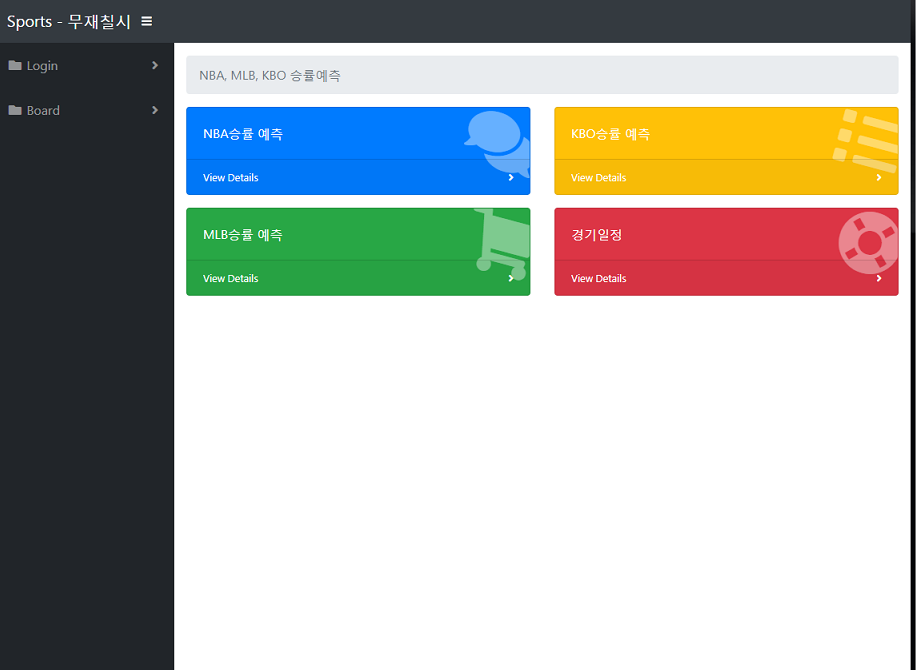 Sports - 무재칠시
Login
Board
NBA, MLB, KBO 승률예측
NBA승률 예측
View Details
KBO승률 예측
View Details
MLB승률 예측
View Details
경기일정
View Details